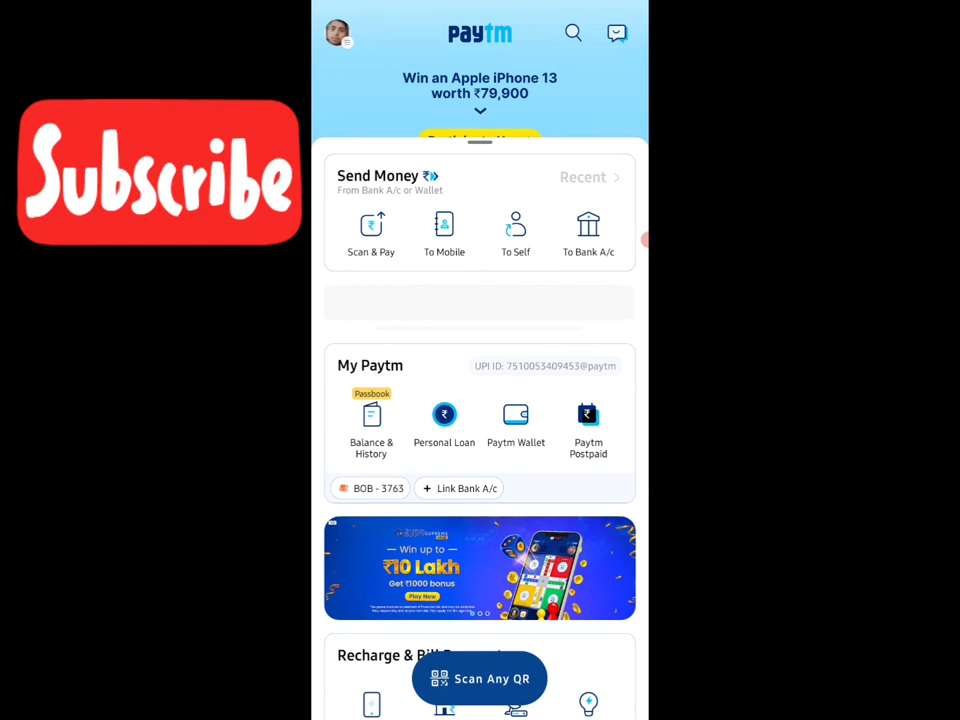 Subscribe
paytm
Win an Apple iPhone 13
worth ₹79,900
Send Money
From Bank A/c or Wallet
Recent
Scan & Pay
To Mobile
To Self
To Bank A/c
My Paytm
UPI ID: 7510053409453@paytm
Passbook
Balance &
History
Personal Loan
Paytm Wallet
Paytm
Postpaid
BOB - 3763
+ Link Bank A/c
Win up to
₹10 Lakh
Get ₹1000 bonus
Play Now
Recharge &
Scan Any QR